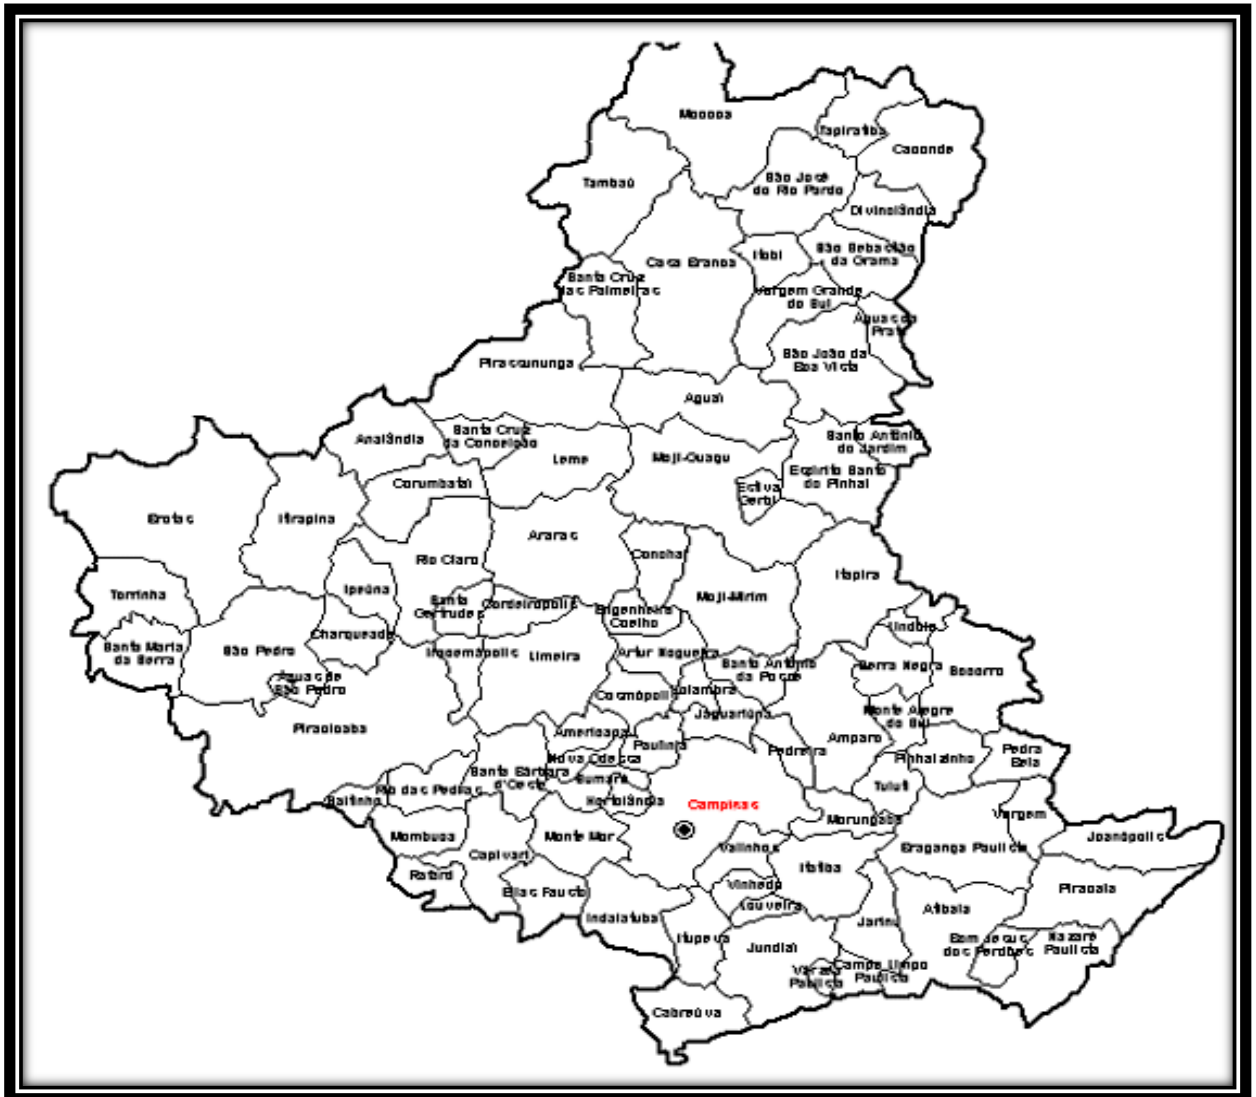 Mococa
Tapiratiba
Caconde
Tambaú
São José
do Rio Pardo
Divinolândia
Casa Branca
Itobi
São Sebastião
da Grama
Santa Cruz
das Palmeiras
Vargem Grande
do Sul
Aguas da
Prata
Pirassununga
São João da
Boa Vista
Aguaí
Analândia
Santa Cruz
da Conceição
Leme
Moji-Guaçu
Santo Antônio
do Jardim
Espirito Santo
do Pinhal
Estiva
Gerbi
Corumbataí
Brotas
Itirapina
Araras
Rio Claro
Conchal
Itapira
Torrinha
Ipeúna
Moji-Mirim
Santa
Gertrudes
Cordeirópolis
Engenheiro
Coelho
Charqueada
Lindóia
Santa Maria
da Serra
São Pedro
Iracemápolis
Limeira
Artur Nogueira
Santo Antônio
da Posse
Serra Negra
Socorro
Aguas de
São Pedro
Cosmópolis
Holambra
Jaguariúna
Monte Alegre
do Sul
Piracicaba
Americana
Paulínia
Pedreira
Amparo
Pinhalzinho
Pedra
Bela
Nova Odessa
Santa Bárbara
d'Oeste
Sumaré
Tuiuti
Rio das Pedras
Saltinho
Hortolândia
Campinas
Morungaba
Vargem
Mombuca
Monte Mor
Valinhos
Bragança Paulista
Joanópolis
Capivari
Itatiba
Rafard
Elias Fausto
Vinhedo
Piracaia
Louveira
Indaiatuba
Atibaia
Jarinu
Itupeva
Jundiaí
Bom Jesus
dos Perdões
Nazaré
Paulista
Várzea
Paulista
Campo Limpo
Paulista
Cabreúva